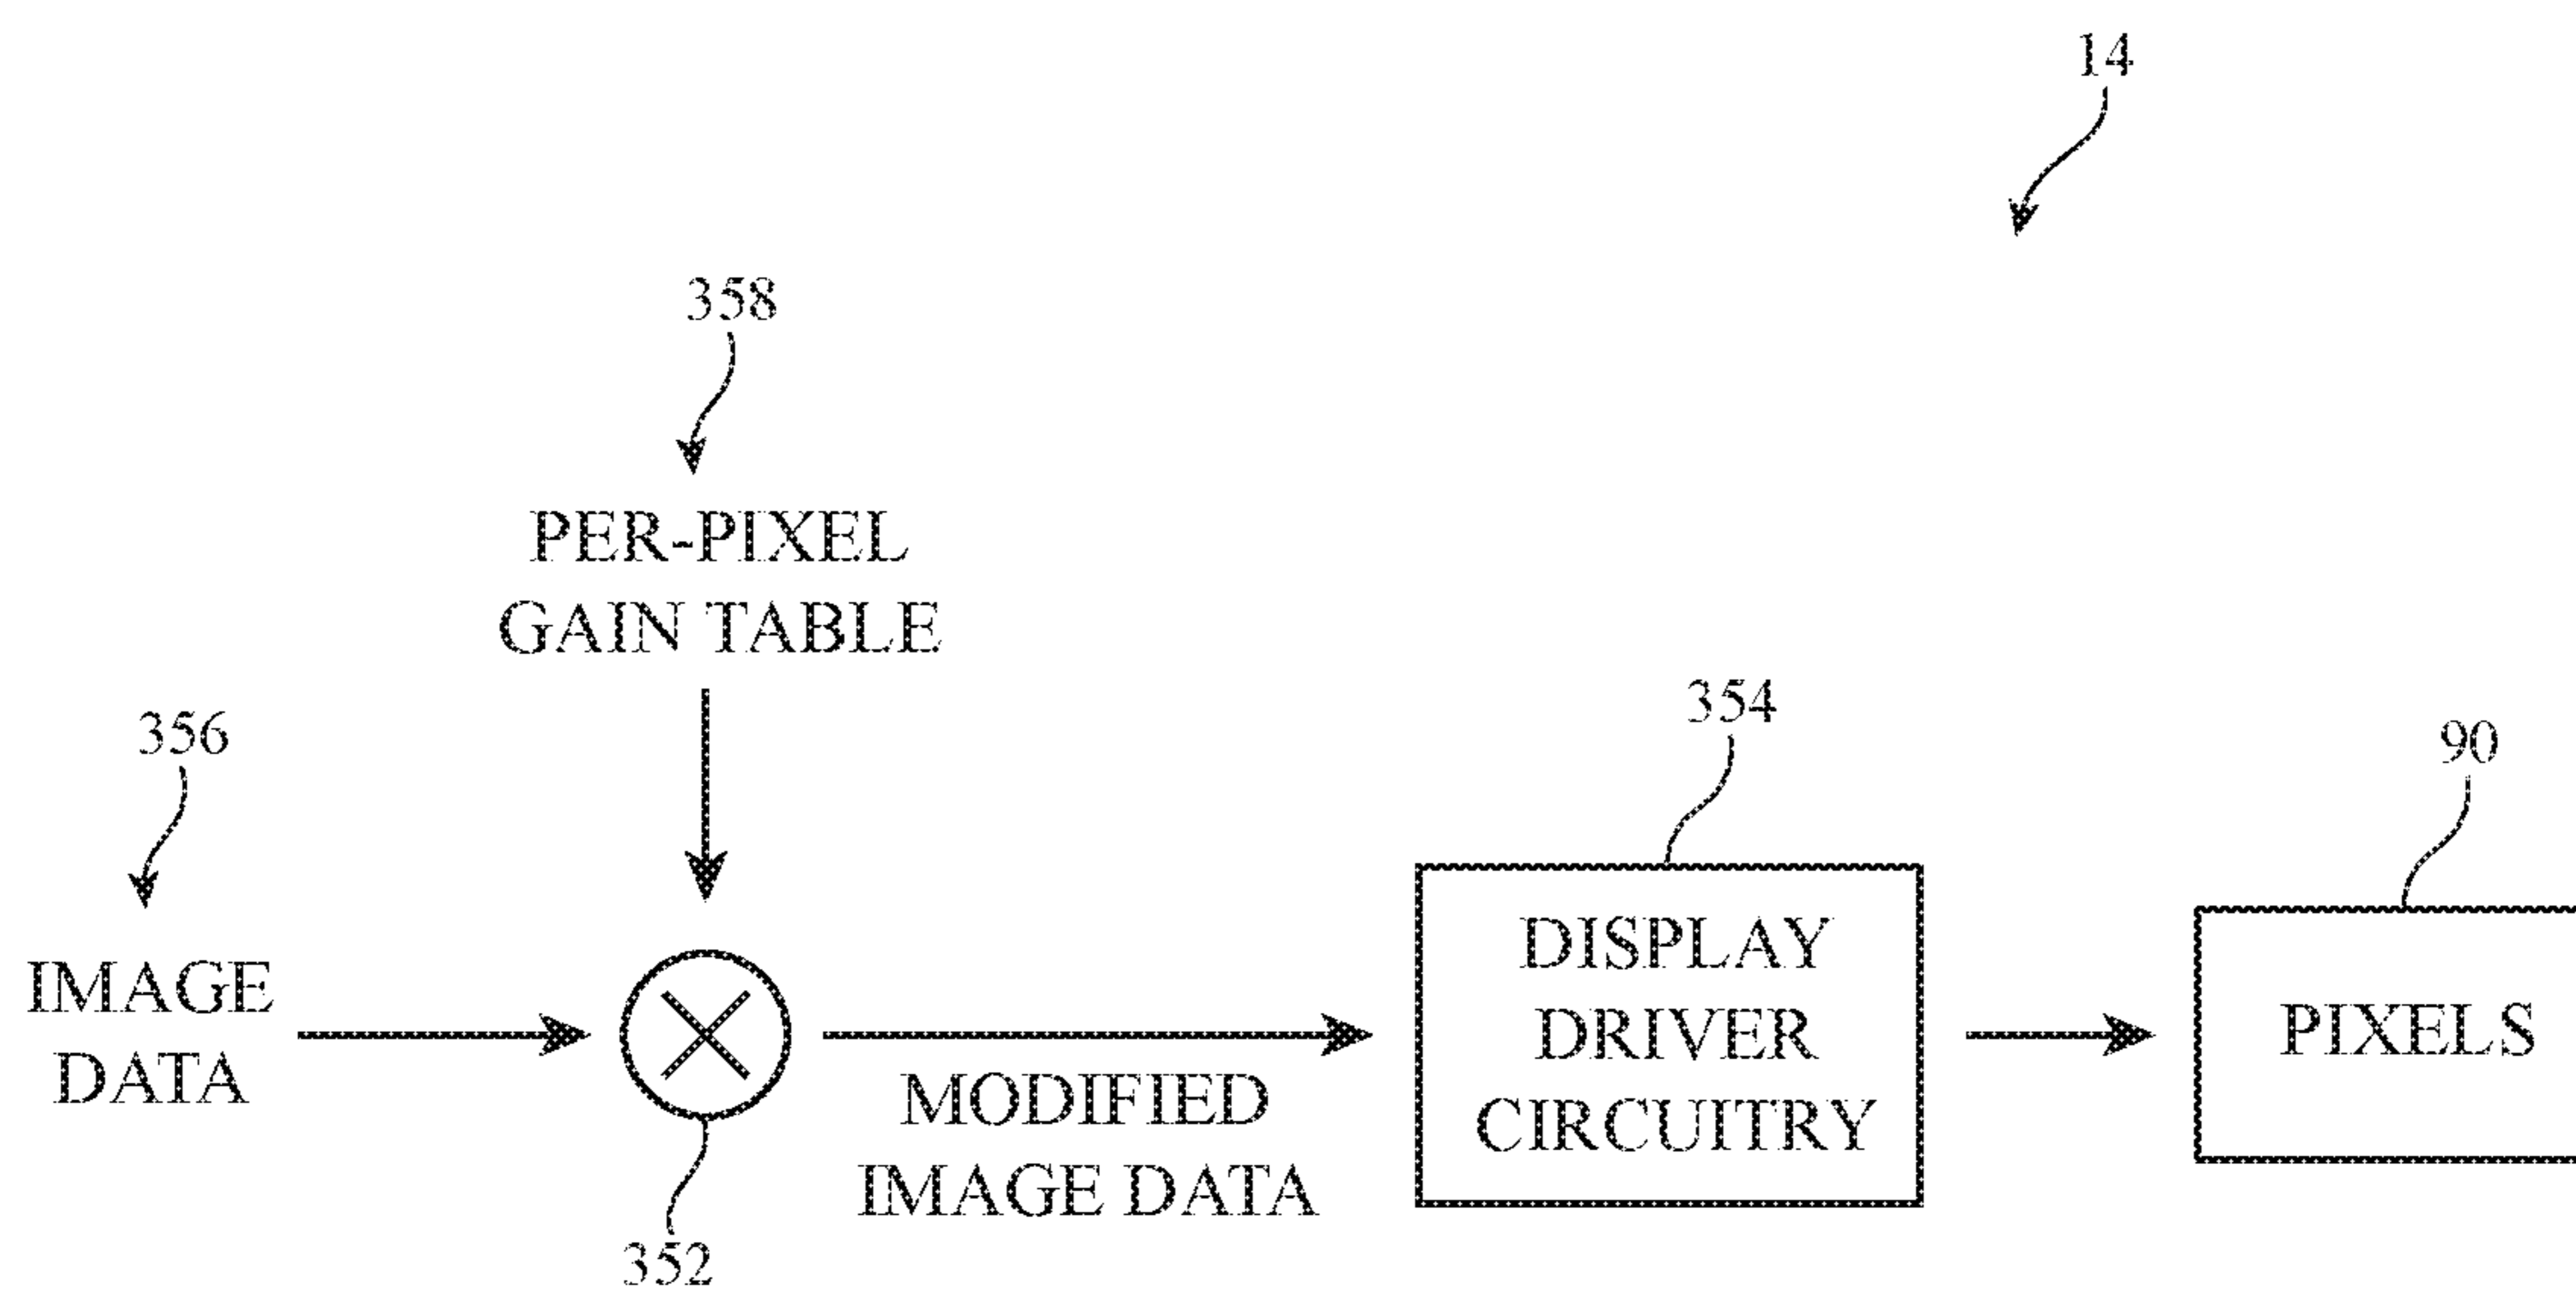 14
358
PER-PIXEL
GAIN TABLE
356
354
90
IMAGE
DATA
MODIFIED
IMAGE DATA
DISPLAY
DRIVER
CIRCUITRY
PIXELS
352